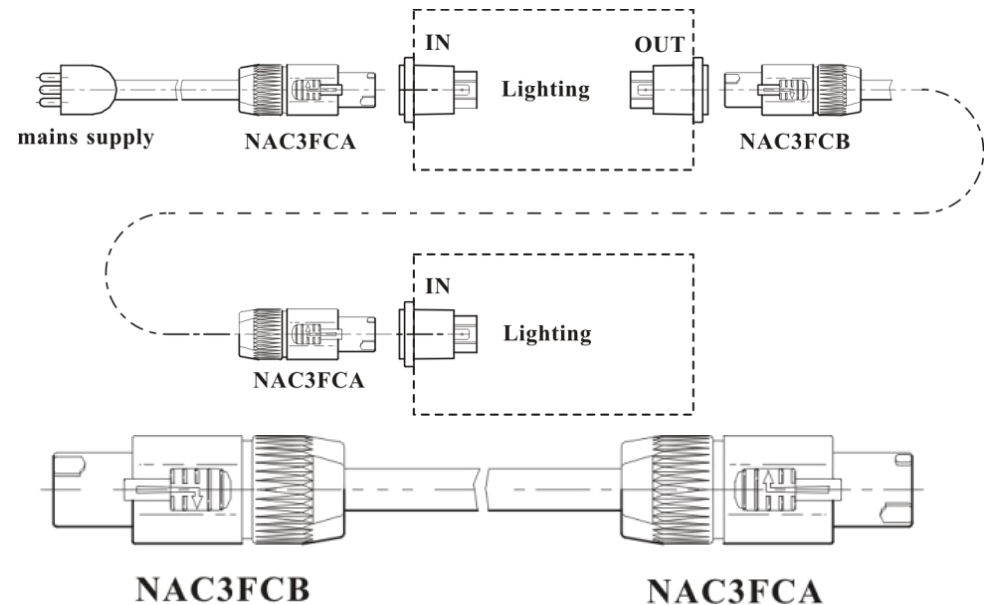 IN
OUT
Lighting
mains supply
NAC3FCA
NAC3FCB
IN
Lighting
NAC3FCA
NAC3FCB
NAC3FCA